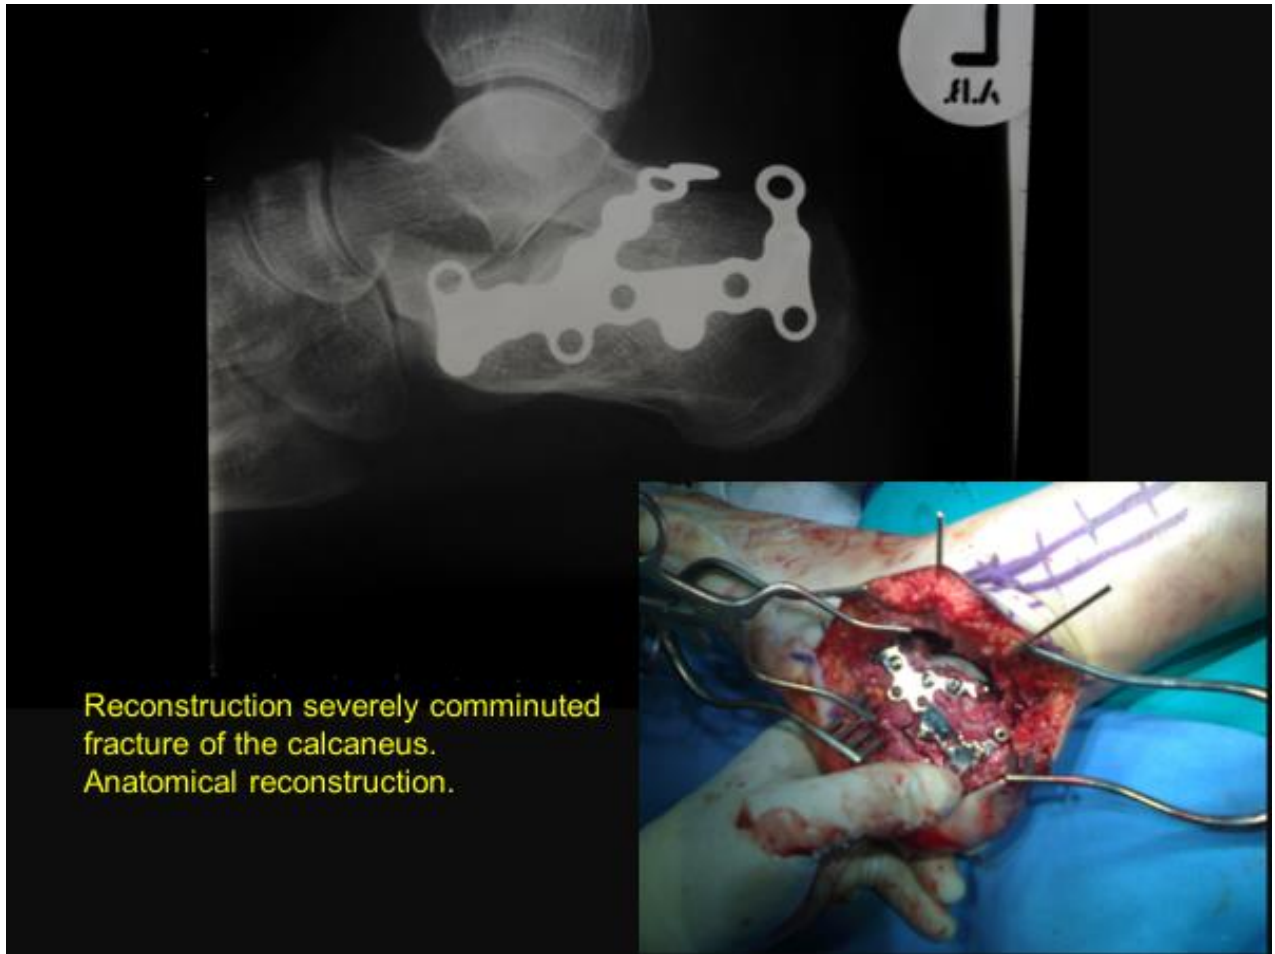 L
A.B.
Reconstruction severely comminuted
fracture of the calcaneus.
Anatomical reconstruction.